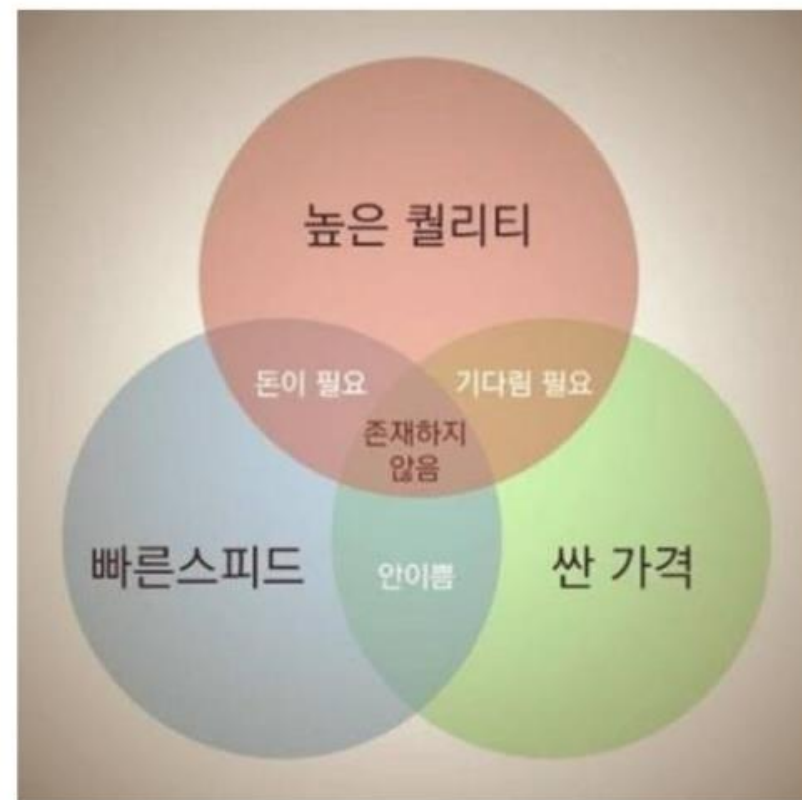 높은 퀄리티
돈이 필요
기다림 필요
존재하지
않음
빠른스피드
안이쁨
싼 가격